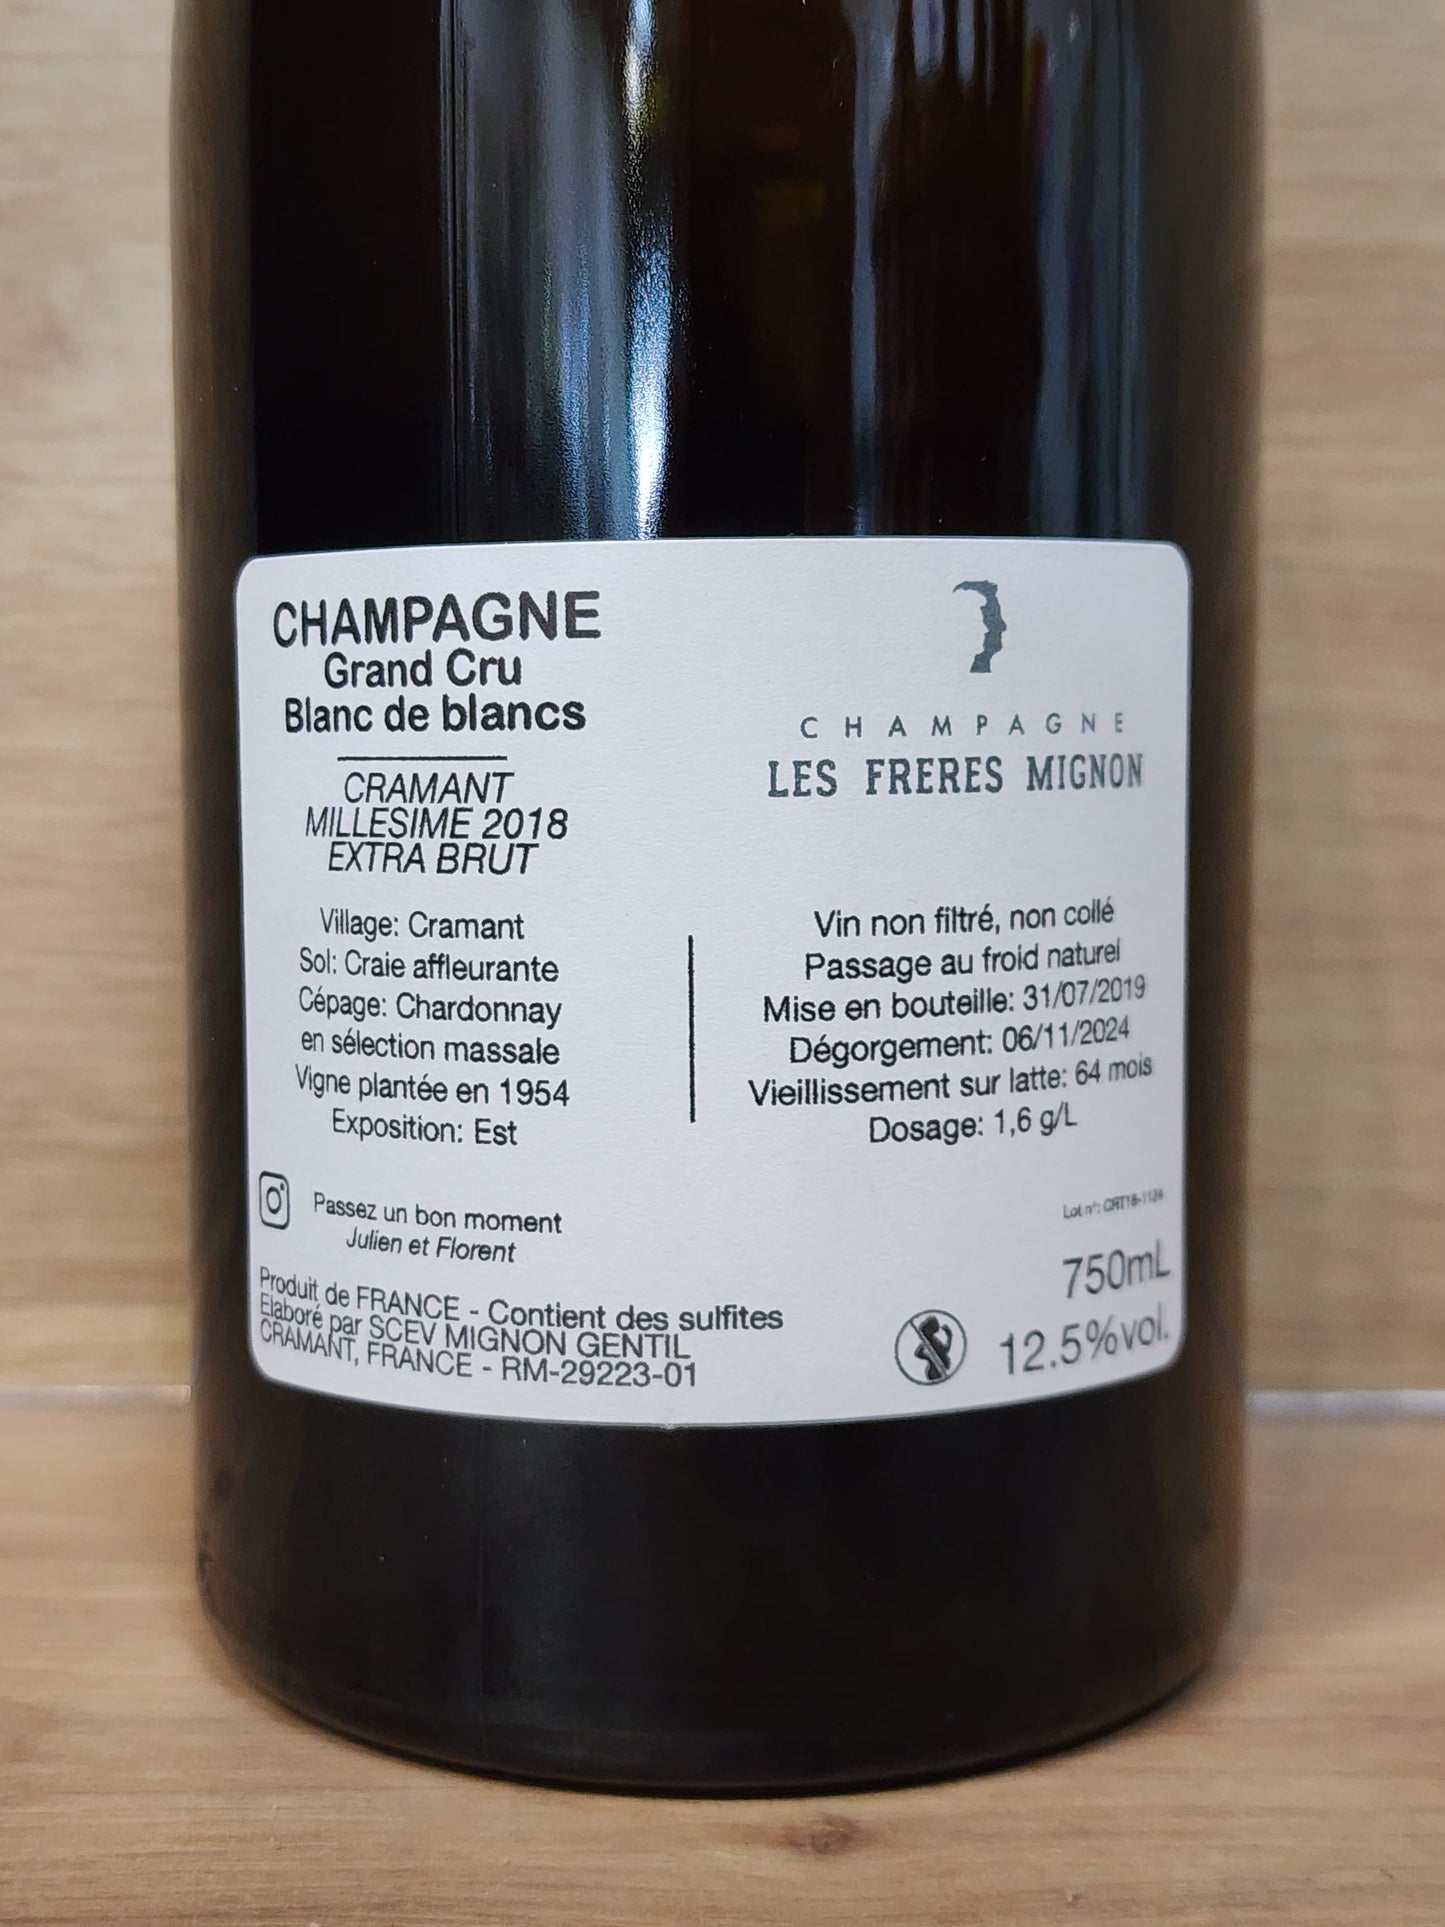 CHAMPAGNE
Grand Cru
Blanc de blancs
CRAMANT
MILLESIME 2018
EXTRA BRUT
Village: Cramant
Sol: Craie affleurante
Cépage: Chardonnay
en sélection massale
Vigne plantée en 1954
Exposition: Est
Passez un bon moment
Julien et Florent
Produit de FRANCE - Contient des sulfites
Elaboré par SCEV MIGNON GENTIL
CRAMANT, FRANCE - RM-29223-01
CHAMPAGNE
LES FRERES MIGNON
Vin non filtré, non collé
Passage au froid naturel
Mise en bouteille: 31/07/2019
Dégorgement: 06/11/2024
Vieillissement sur latte: 64 mois
Dosage: 1,6 g/L
Lot n°: CRT18-1124
750mL
12.5%vol.